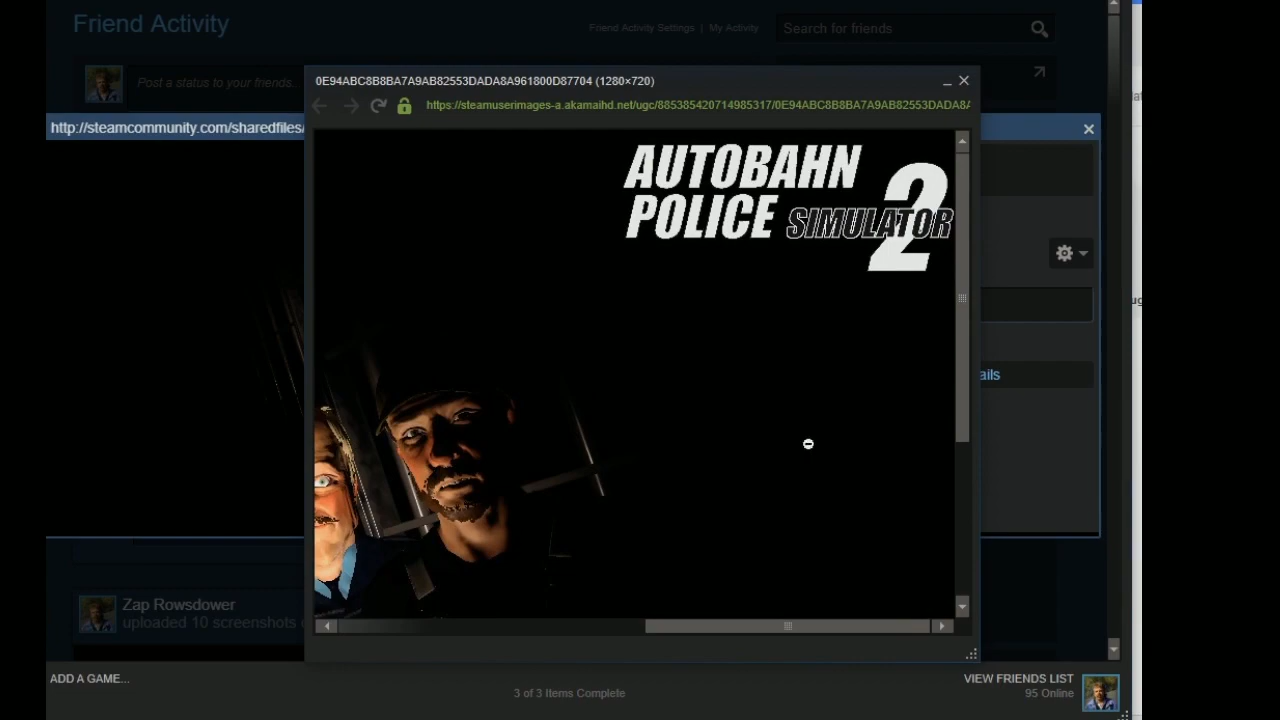 Friend Activity
Friend Activity Settings | My Activity
Search for friends
Post a status to your friends...
0E94ABC8B8BA7A9AB82553DADA8A961800D87704 (1280×720)
https://steamuserimages-a.akamaihd.net/ugc/885385420714985317/0E94ABC8B8BA7A9AB82553DADA8A
http://steamcommunity.com/sharedfiles/
AUTOBAHN
POLICE SIMULATOR 2
ails
Zap Rowsdower
uploaded 10 screenshots
ADD A GAME...
3 of 3 Items Complete
VIEW FRIENDS LIST
95 Online